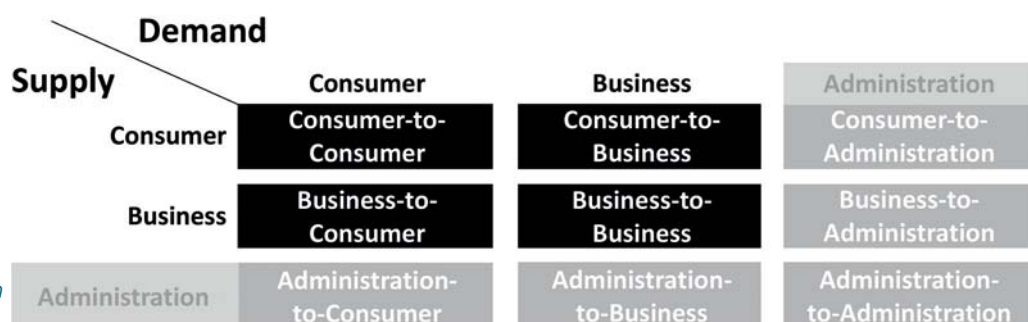 Demand
Supply
Consumer Business Administration
Consumer Consumer-to- Consumer-to- Consumer-to-
Consumer Business Administration
Business Business-to- Business-to- Business-to-
Consumer Business Administration
Administration Administration- Administration- Administration-
to-Consumer to-Business to-Administration